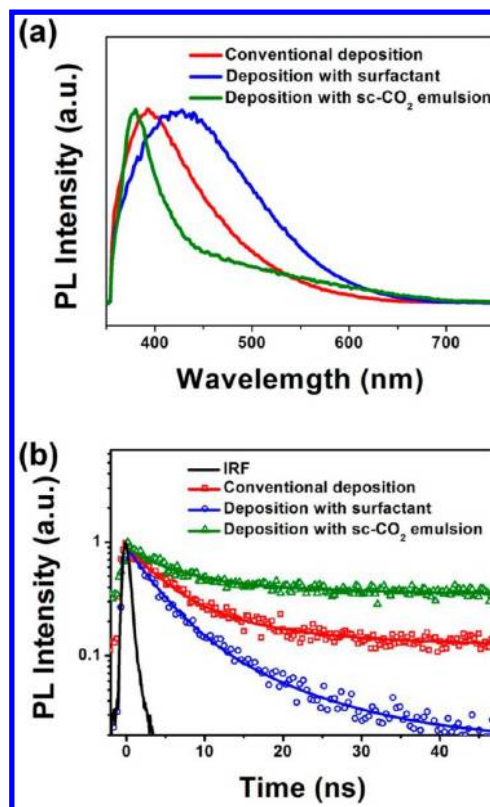 (a)
Conventional deposition
Deposition with surfactant
Deposition with sc-CO₂ emulsion
PL Intensity (a.u.)
400 500 600 700
Wavelemgth (nm)
(b)
IRF
Conventional deposition
Deposition with surfactant
Deposition with sc-CO₂ emulsion
PL Intensity (a.u.)
1
0.1
0 10 20 30 40
Time (ns)